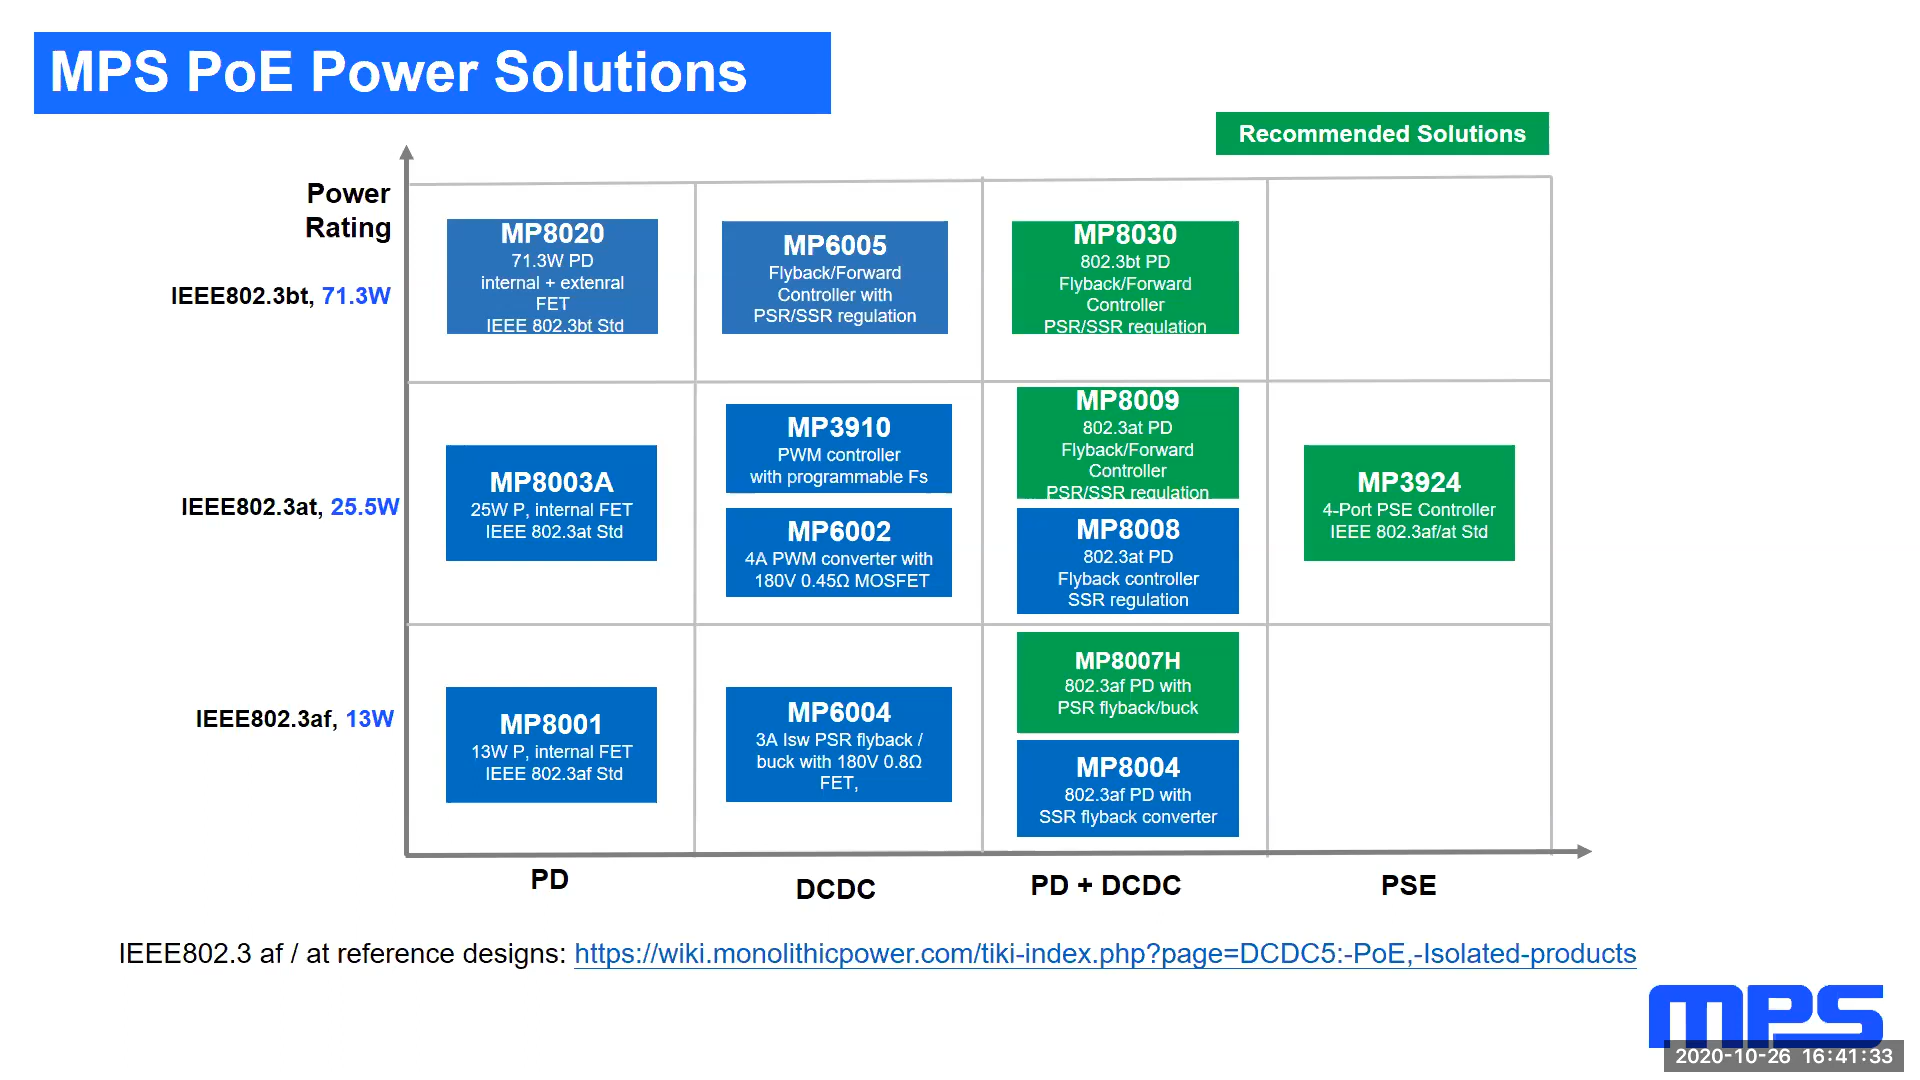 MPS PoE Power Solutions
Recommended Solutions
Power
Rating
IEEE802.3bt, 71.3W
MP8020
71.3W PD
internal + extenral
FET
IEEE 802.3bt Std
MP6005
Flyback/Forward
Controller with
PSR/SSR regulation
MP8030
802.3bt PD
Flyback/Forward
Controller
PSR/SSR regulation
IEEE802.3at, 25.5W
MP8003A
25W P, internal FET
IEEE 802.3at Std
MP3910
PWM controller
with programmable Fs
MP6002
4A PWM converter with
180V 0.45Ω MOSFET
MP8009
802.3at PD
Flyback/Forward
Controller
PSR/SSR regulation
MP8008
802.3at PD
Flyback controller
SSR regulation
MP3924
4-Port PSE Controller
IEEE 802.3af/at Std
IEEE802.3af, 13W
MP8001
13W P, internal FET
IEEE 802.3af Std
MP6004
3A Isw PSR flyback /
buck with 180V 0.8Ω
FET,
MP8007H
802.3af PD with
PSR flyback/buck
MP8004
802.3af PD with
SSR flyback converter
PD
DCDC
PD + DCDC
PSE
IEEE802.3 af / at reference designs: https://wiki.monolithicpower.com/tiki-index.php?page=DCDC5:-PoE,-Isolated-products
mPS
2020-10-26 16:41:33